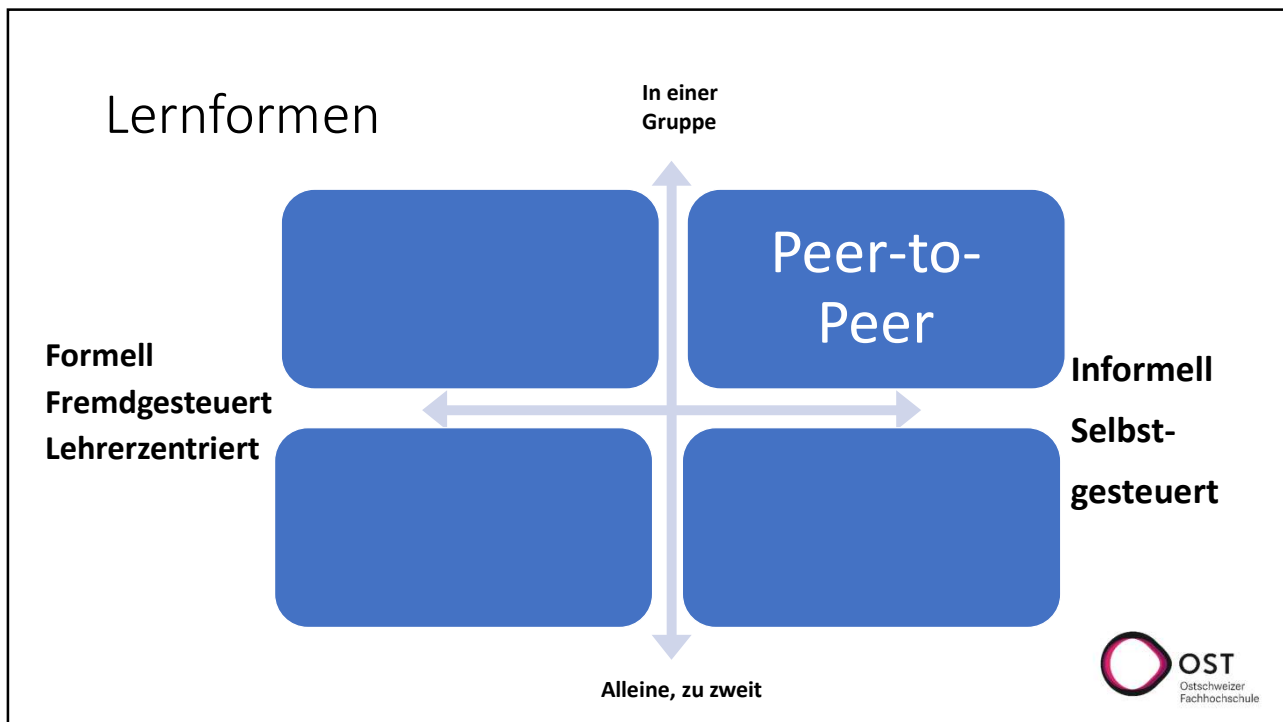 Lernformen
In einer
Gruppe
Peer-to-
Peer
Formell
Fremdgesteuert
Lehrerzentriert
Informell
Selbst-
gesteuert
Alleine, zu zweit
OST
Ostschweizer
Fachhochschule